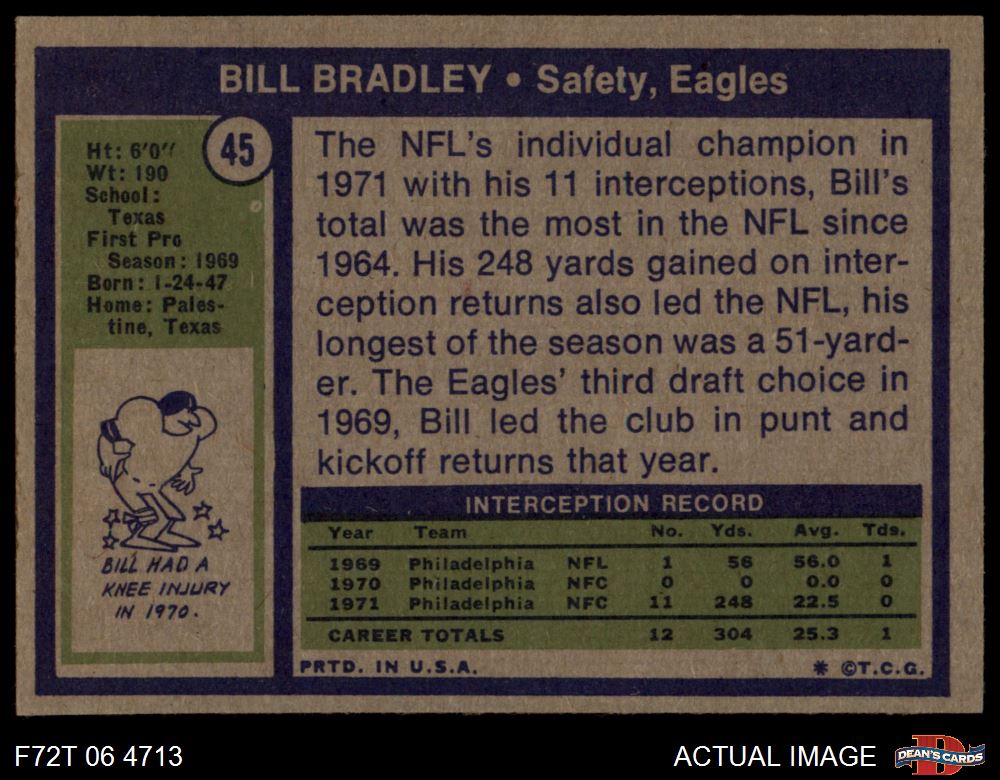 BILL BRADLEY • Safety, Eagles
45
Ht: 6'0"
Wt: 190
School:
Texas
First Pro
Season: 1969
Born: 1-24-47
Home: Pales-
tine, Texas
BILL HAD A
KNEE INJURY
IN 1970.
The NFL's individual champion in
1971 with his 11 interceptions, Bill's
total was the most in the NFL since
1964. His 248 yards gained on inter-
ception returns also led the NFL, his
longest of the season was a 51-yard-
er. The Eagles' third draft choice in
1969, Bill led the club in punt and
kickoff returns that year.
INTERCEPTION RECORD
Year Team No. Yds. Avg. Tds.
1969 Philadelphia NFL 1 56 56.0 1
1970 Philadelphia NFC 0 0 0.0 0
1971 Philadelphia NFC 11 248 22.5 0
CAREER TOTALS 12 304 25.3 1
PRTD. IN U.S.A. * ©T.C.G.
F72T 06 4713 ACTUAL IMAGE D DEAN'S CARDS